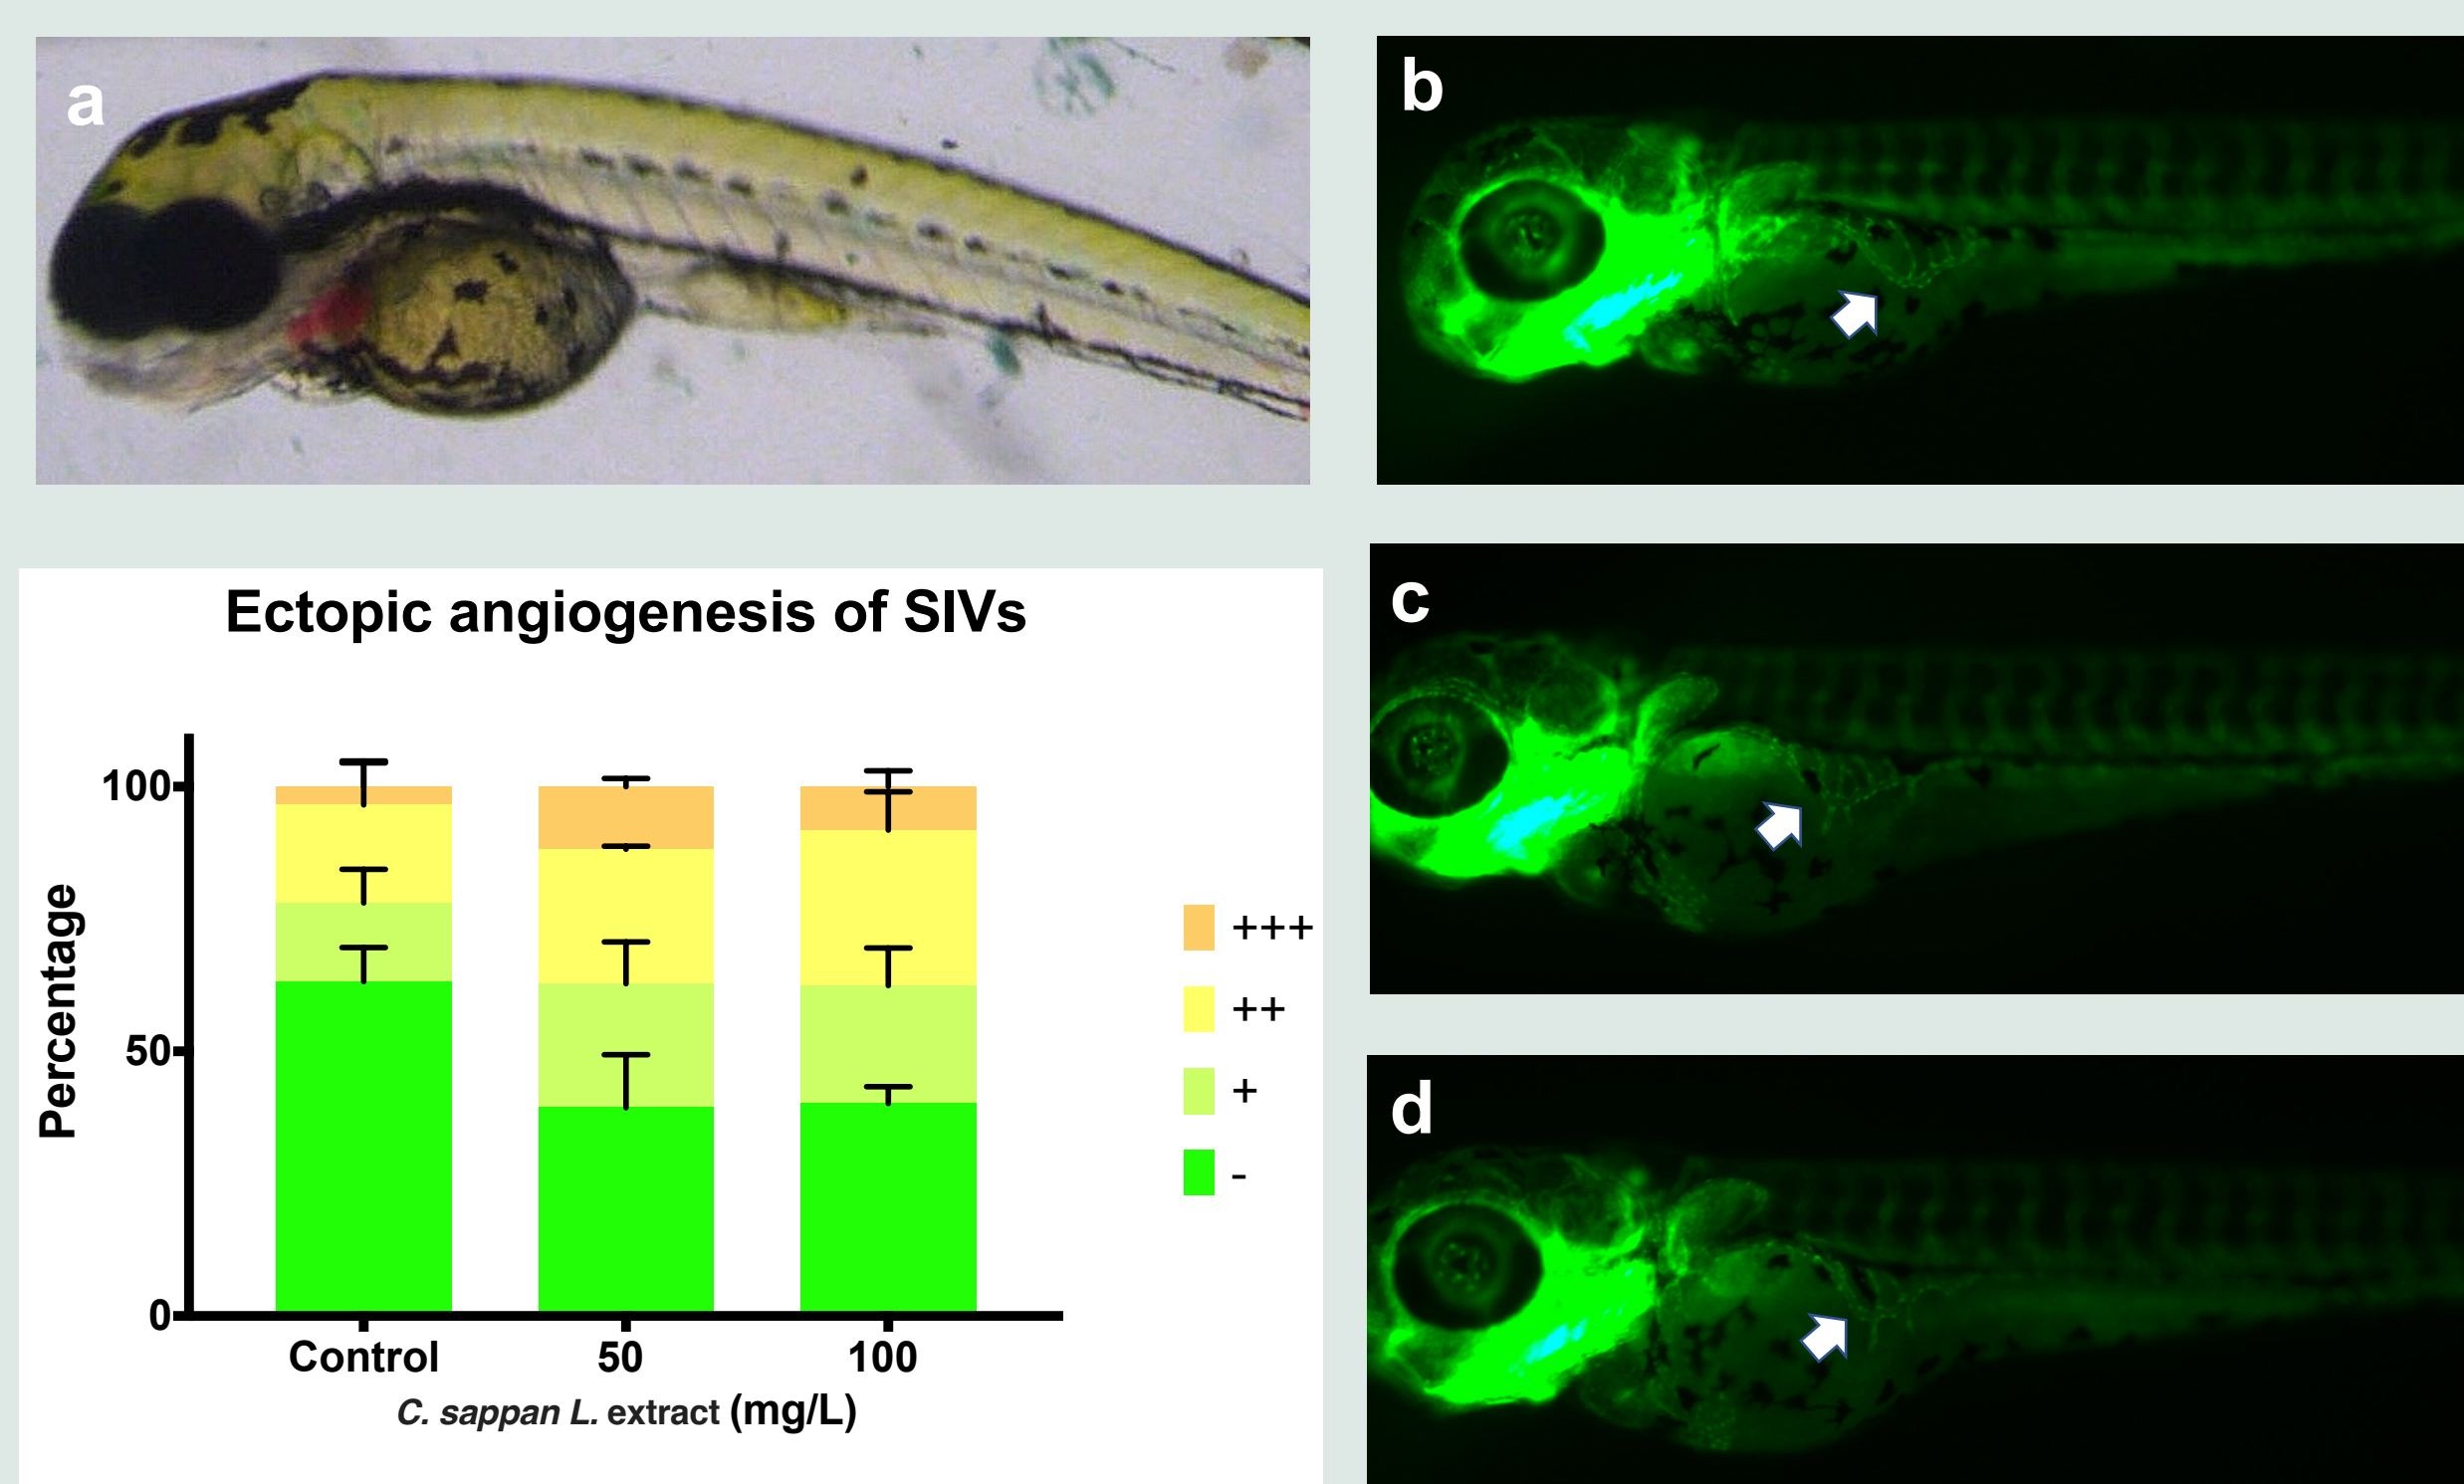 a
b
Ectopic angiogenesis of SIVs
Percentage
100
50
0
Control 50 100
C. sappan L. extract (mg/L)
+++
++
+
-
c
d